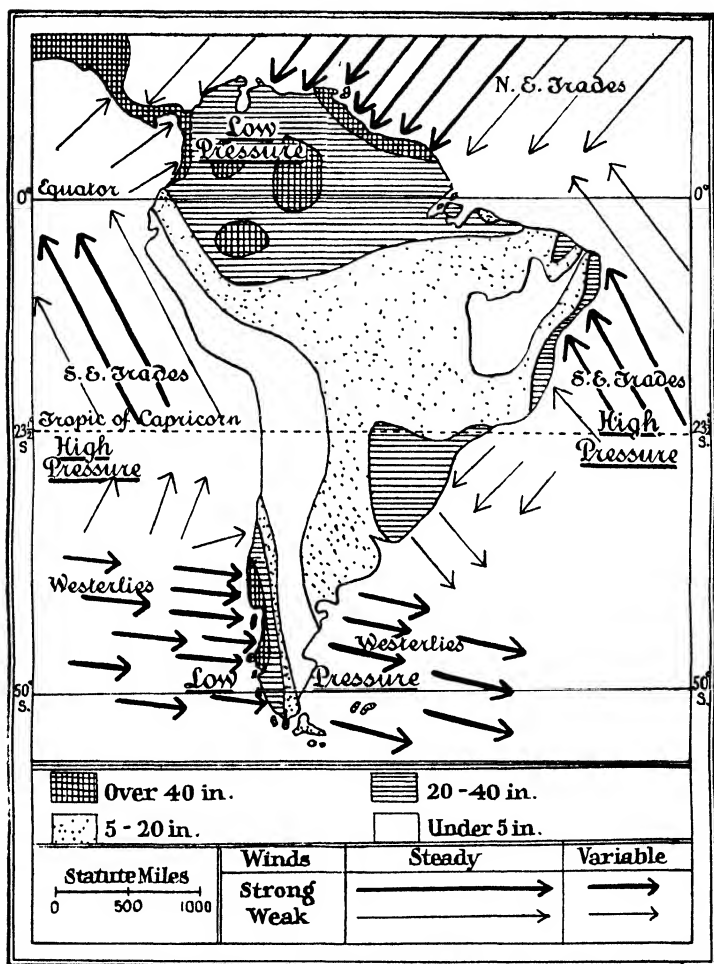 N. E. Trades
Low
Pressure
Equator
0°
0°
S. E. Trades
S. E. Trades
Tropic of Capricorn
23½
S.
High
Pressure
High
Pressure
23½
S.
Westerlies
Westerlies
Low Pressure
50°
S.
50°
S.
Over 40 in.
20-40 in.
5-20 in.
Under 5 in.
Statute Miles
0 500 1000
Winds Steady Variable
Strong
Weak